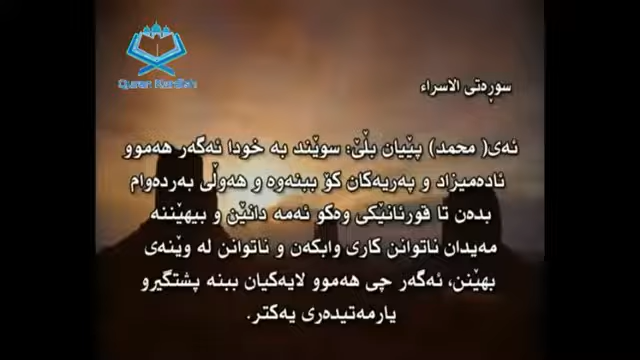 Quran Kurdish
سورەتی الاسراء
ئەی( محمد) پێیان بڵێ: سوێند بە خودا ئەگەر هەموو
ئادەمیزاد و پەریەکان کۆ ببنەوە و هەوڵی بەردەوام
بدەن تا قورئانێکی وەکو ئەمە دانێن و بیهێننە
مەیدان ناتوانن کاری وابکەن و ناتوانن لە وێنەی
بهێنن، ئەگەر چی هەموو لایەکیان ببنە پشتگیرو
یارمەتیدەری یەکتر.